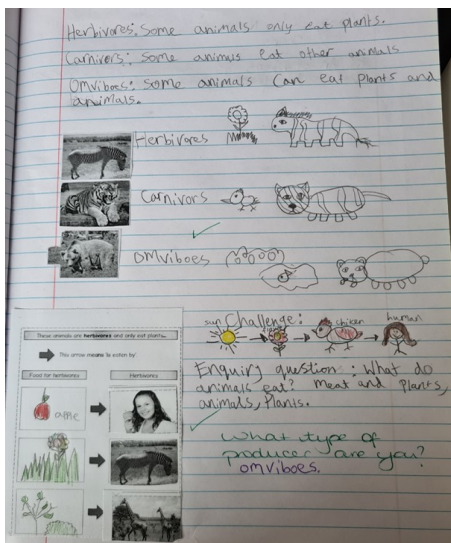 Herbivores: Some animals only eat plants.
Carnivors: Some animus eat other animals
Omviboes: Some animals Can eat plants and
animals.
Herbivores
Carnivors
omviboes
Challenge:
sun
plant
chiken
human
Enquiry question: What do
animals eat? meat and plants,
animals, Plants.
What type of
producer are you?
omviboes.
These animals are herbivores and only eat plants.
This arrow means 'is eaten by'
Food for herbivores
Herbivores
apple